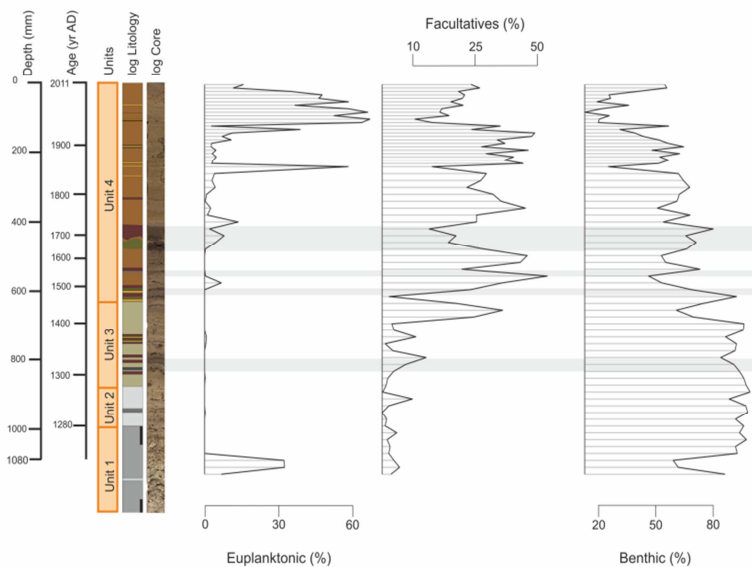 Depth (mm)
Age (yr AD)
Units
log Litology
log Core
Facultatives (%)
10 25 50
0 2011
200 1900
1800
400
1700
1600
600 1500
1400
800
1300
1000 1280
1080
Unit 4
Unit 3
Unit 2
Unit 1
0 30 60
Euplanktonic (%)
20 50 80
Benthic (%)